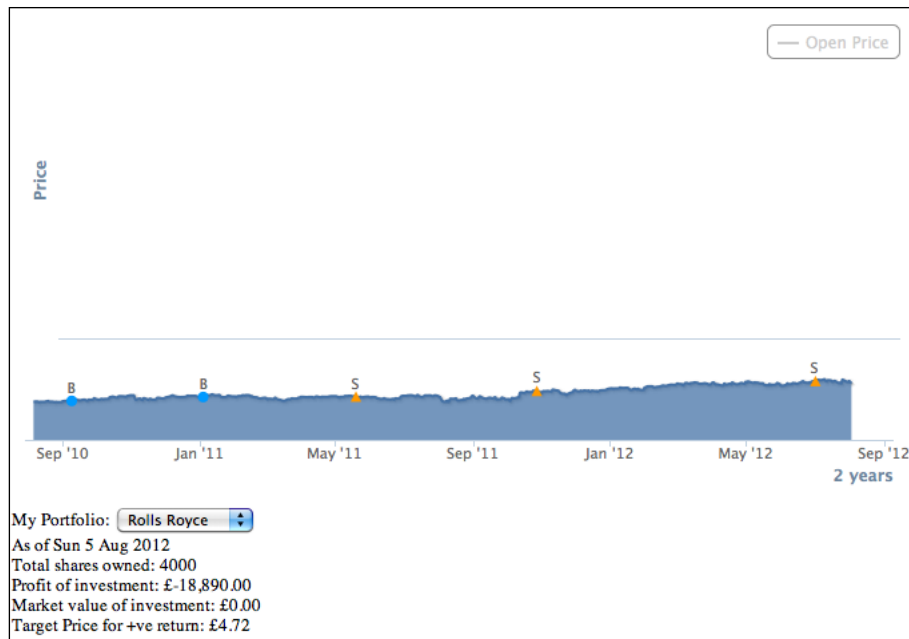 Open Price
Price
B
B
S
S
S
Sep '10
Jan '11
May '11
Sep '11
Jan '12
May '12
Sep '12
2 years
My Portfolio: Rolls Royce
As of Sun 5 Aug 2012
Total shares owned: 4000
Profit of investment: £-18,890.00
Market value of investment: £0.00
Target Price for +ve return: £4.72